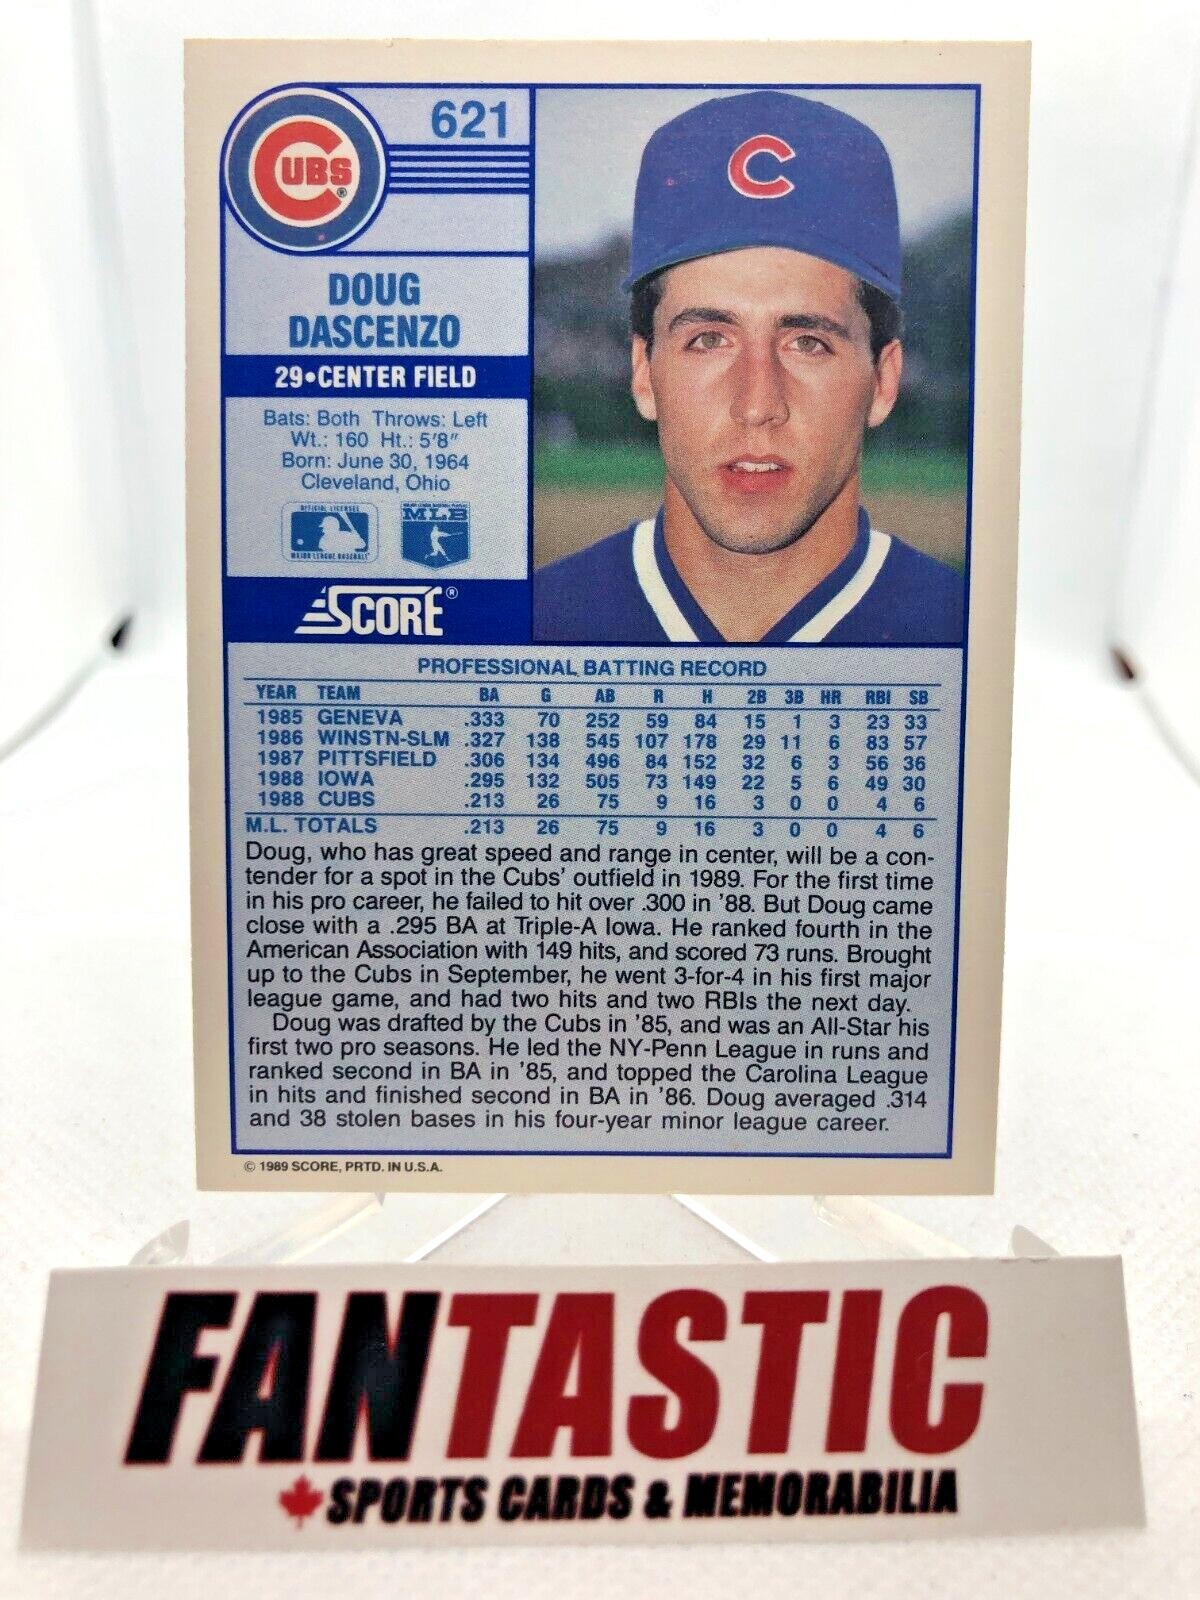 CUBS®
621
DOUG
DASCENZO
29•CENTER FIELD
Bats: Both Throws: Left
Wt.: 160 Ht.: 5'8"
Born: June 30, 1964
Cleveland, Ohio
OFFICIAL LICENSEE
MAJOR LEAGUE BASEBALL
MLB
SCORE®
C
PROFESSIONAL BATTING RECORD
YEAR TEAM BA G AB R H 2B 3B HR RBI SB
1985 GENEVA .333 70 252 59 84 15 1 3 23 33
1986 WINSTN-SLM .327 138 545 107 178 29 11 6 83 57
1987 PITTSFIELD .306 134 496 84 152 32 6 3 56 36
1988 IOWA .295 132 505 73 149 22 5 6 49 30
1988 CUBS .213 26 75 9 16 3 0 0 4 6
M.L. TOTALS .213 26 75 9 16 3 0 0 4 6
Doug, who has great speed and range in center, will be a con-
tender for a spot in the Cubs' outfield in 1989. For the first time
in his pro career, he failed to hit over .300 in '88. But Doug came
close with a .295 BA at Triple-A Iowa. He ranked fourth in the
American Association with 149 hits, and scored 73 runs. Brought
up to the Cubs in September, he went 3-for-4 in his first major
league game, and had two hits and two RBIs the next day.
Doug was drafted by the Cubs in '85, and was an All-Star his
first two pro seasons. He led the NY-Penn League in runs and
ranked second in BA in '85, and topped the Carolina League
in hits and finished second in BA in '86. Doug averaged .314
and 38 stolen bases in his four-year minor league career.
© 1989 SCORE, PRTD. IN U.S.A.
FANTASTIC
SPORTS CARDS & MEMORABILIA